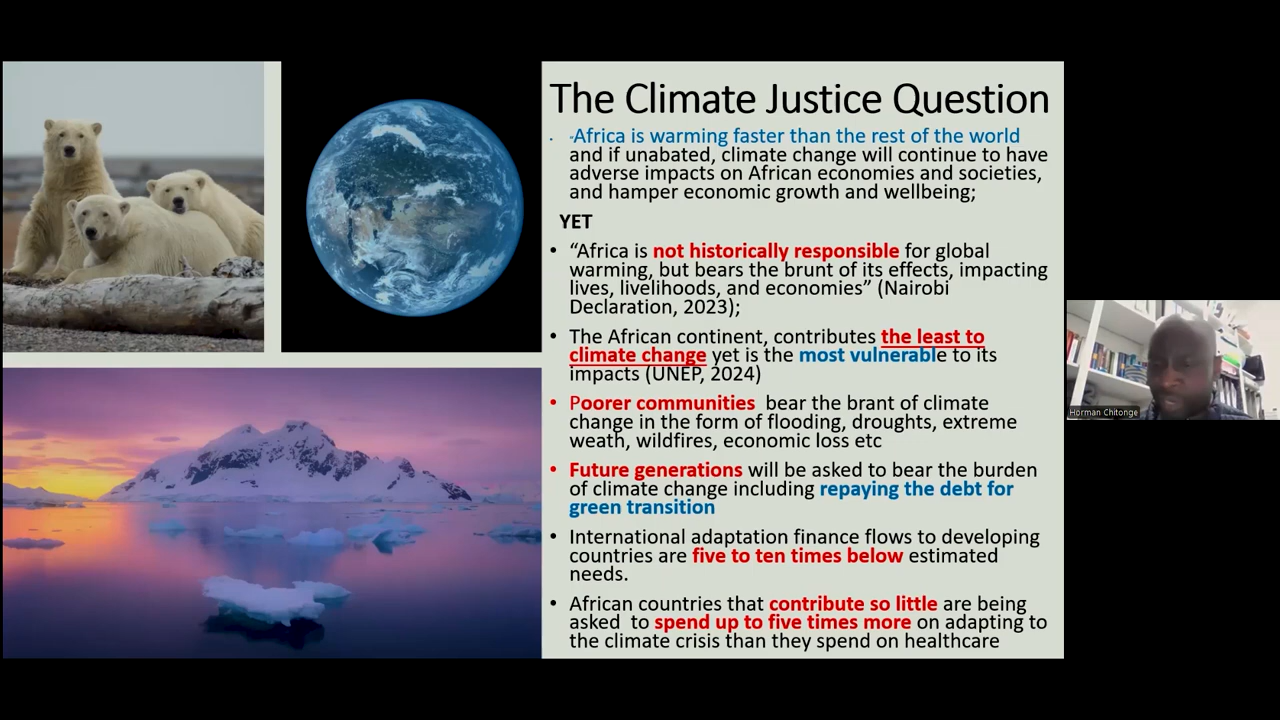 The Climate Justice Question
• "Africa is warming faster than the rest of the world
and if unabated, climate change will continue to have
adverse impacts on African economies and societies,
and hamper economic growth and wellbeing;
YET
• “Africa is not historically responsible for global
warming, but bears the brunt of its effects, impacting
lives, livelihoods, and economies” (Nairobi
Declaration, 2023);
• The African continent, contributes the least to
climate change yet is the most vulnerable to its
impacts (UNEP, 2024)
• Poorer communities bear the brant of climate
change in the form of flooding, droughts, extreme
weath, wildfires, economic loss etc
• Future generations will be asked to bear the burden
of climate change including repaying the debt for
green transition
• International adaptation finance flows to developing
countries are five to ten times below estimated
needs.
• African countries that contribute so little are being
asked to spend up to five times more on adapting to
the climate crisis than they spend on healthcare
Horman Chitonge